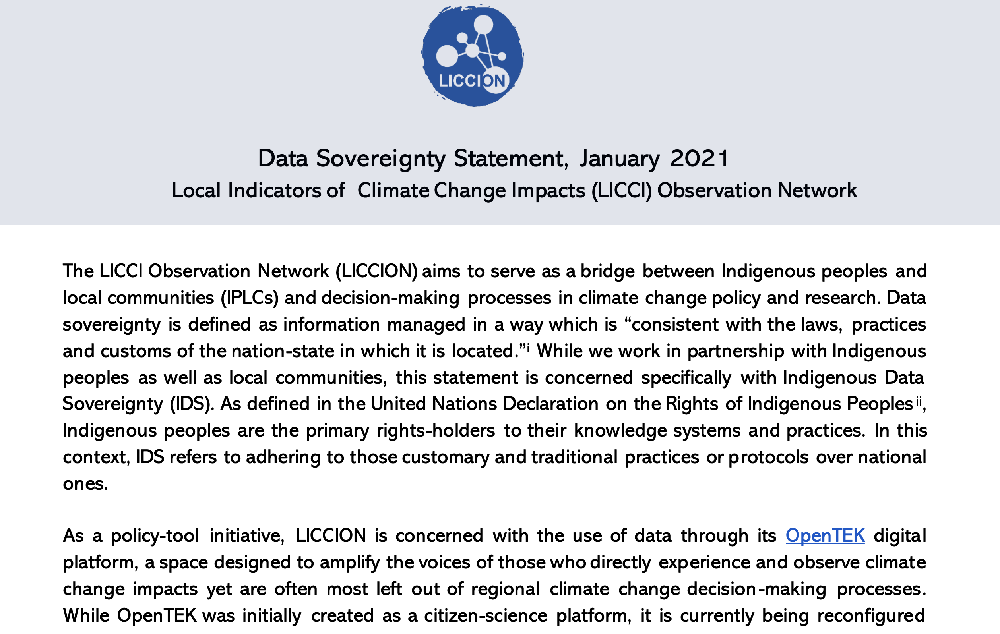 LICCION
Data Sovereignty Statement, January 2021
Local Indicators of Climate Change Impacts (LICCI) Observation Network
The LICCI Observation Network (LICCION) aims to serve as a bridge between Indigenous peoples and
local communities (IPLCs) and decision-making processes in climate change policy and research. Data
sovereignty is defined as information managed in a way which is “consistent with the laws, practices
and customs of the nation-state in which it is located.”ⁱ While we work in partnership with Indigenous
peoples as well as local communities, this statement is concerned specifically with Indigenous Data
Sovereignty (IDS). As defined in the United Nations Declaration on the Rights of Indigenous Peoplesⁱⁱ,
Indigenous peoples are the primary rights-holders to their knowledge systems and practices. In this
context, IDS refers to adhering to those customary and traditional practices or protocols over national
ones.
As a policy-tool initiative, LICCION is concerned with the use of data through its OpenTEK digital
platform, a space designed to amplify the voices of those who directly experience and observe climate
change impacts yet are often most left out of regional climate change decision-making processes.
While OpenTEK was initially created as a citizen-science platform, it is currently being reconfigured